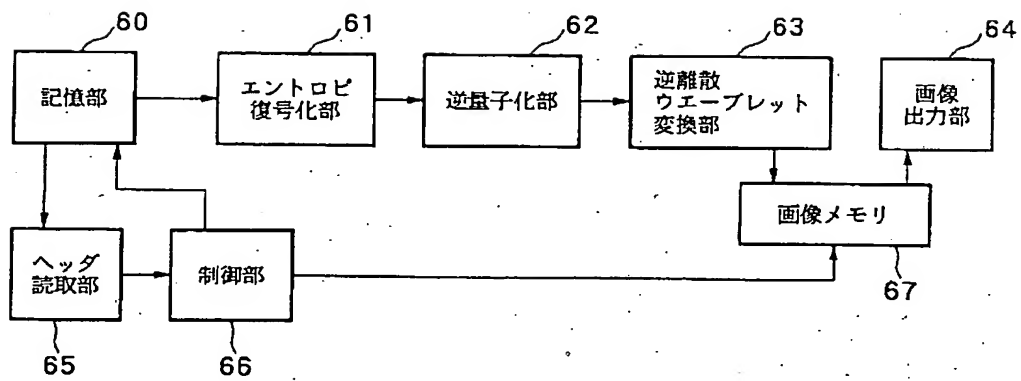 60
記憶部
61
エントロピ
復号化部
62
逆量子化部
63
逆離散
ウエーブレット
変換部
64
画像
出力部
画像メモリ
67
ヘッダ
読取部
65
制御部
66